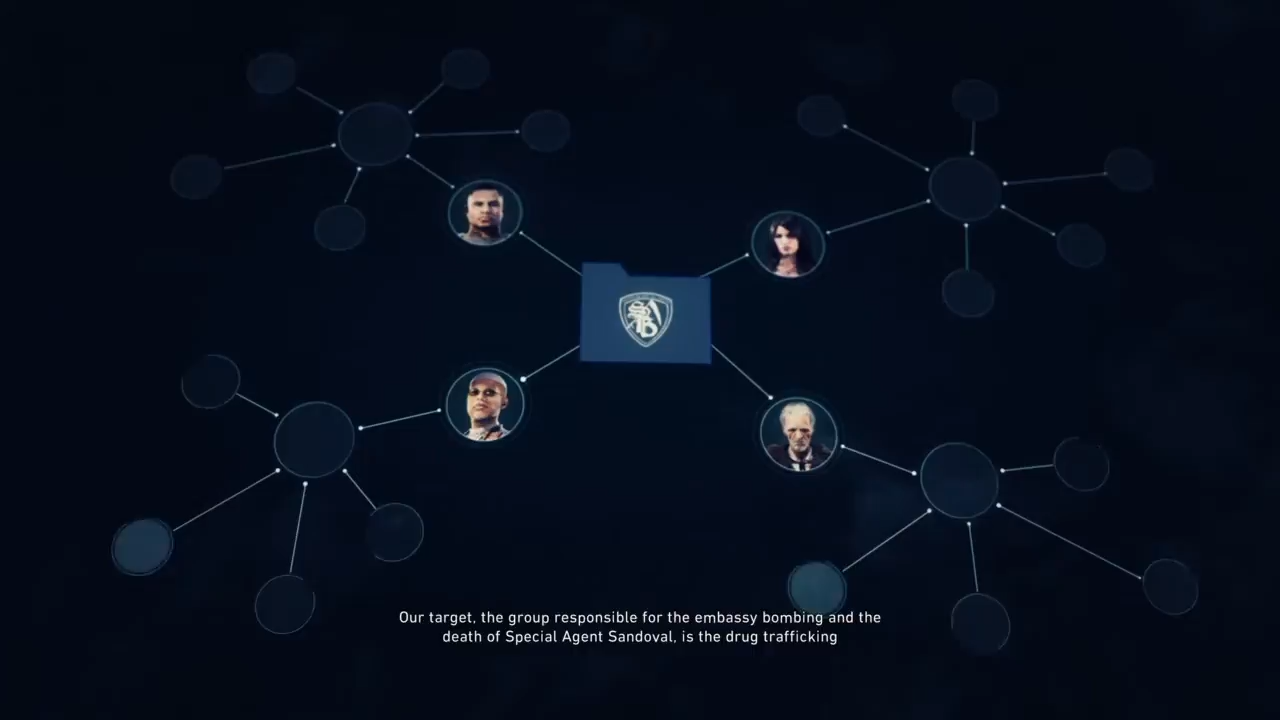 Our target, the group responsible for the embassy bombing and the
death of Special Agent Sandoval, is the drug trafficking